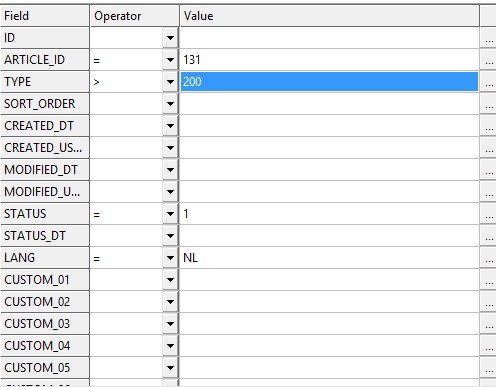 Field Operator Value
ID ...
ARTICLE_ID = 131 ...
TYPE > 200 ...
SORT_ORDER ...
CREATED_DT ...
CREATED_US... ...
MODIFIED_DT ...
MODIFIED_U... ...
STATUS = 1 ...
STATUS_DT ...
LANG = NL ...
CUSTOM_01 ...
CUSTOM_02 ...
CUSTOM_03 ...
CUSTOM_04 ...
CUSTOM_05 ...